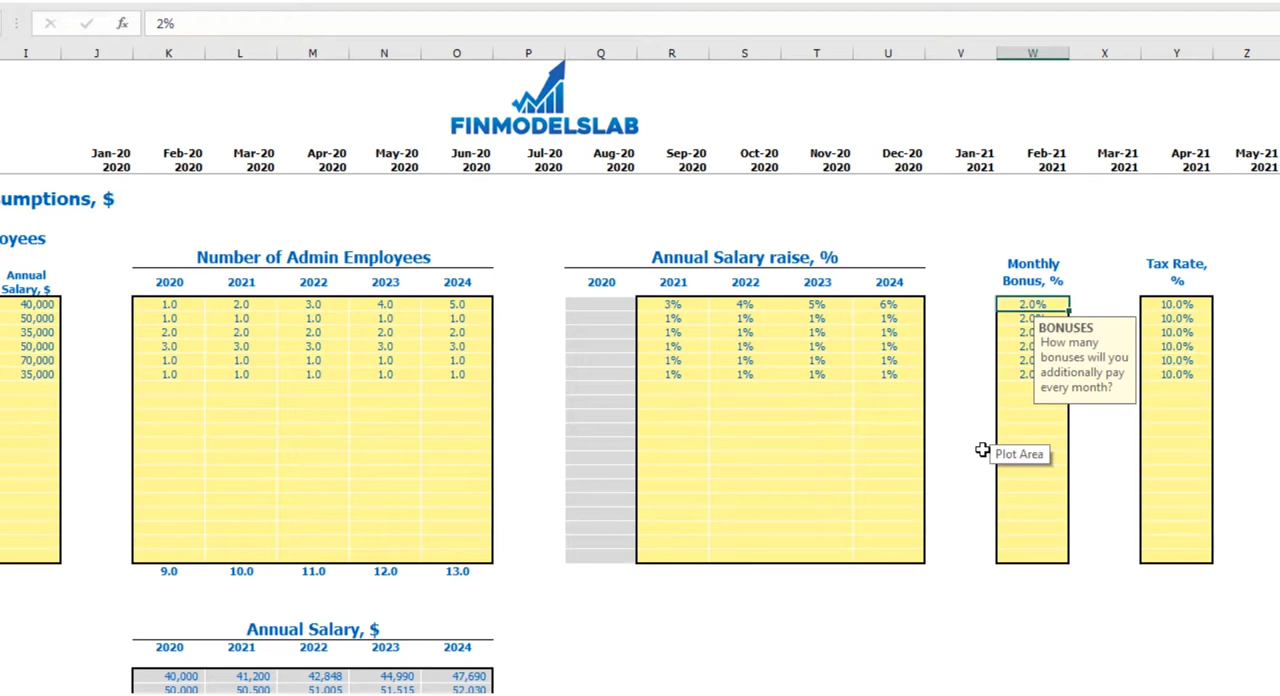 fx 2%
I J K L M N O P Q R S T U V W X Y Z
FINMODELSLAB
Jan-20 Feb-20 Mar-20 Apr-20 May-20 Jun-20 Jul-20 Aug-20 Sep-20 Oct-20 Nov-20 Dec-20 Jan-21 Feb-21 Mar-21 Apr-21 May-21
2020 2020 2020 2020 2020 2020 2020 2020 2020 2020 2020 2020 2021 2021 2021 2021 2021
umptions, $
oyees
Number of Admin Employees Annual Salary raise, %
Annual Monthly Tax Rate,
Salary, $ 2020 2021 2022 2023 2024 2020 2021 2022 2023 2024 Bonus, % %
40,000 1.0 2.0 3.0 4.0 5.0 3% 4% 5% 6% 2.0% 10.0%
50,000 1.0 1.0 1.0 1.0 1.0 1% 1% 1% 1% 2.0 10.0%
35,000 2.0 2.0 2.0 2.0 2.0 1% 1% 1% 1% 2.0 10.0%
50,000 3.0 3.0 3.0 3.0 3.0 1% 1% 1% 1% 2.0 10.0%
70,000 1.0 1.0 1.0 1.0 1.0 1% 1% 1% 1% 2.0 10.0%
35,000 1.0 1.0 1.0 1.0 1.0 1% 1% 1% 1% 2.0 10.0%
BONUSES
How many
bonuses will you
additionally pay
every month?
Plot Area
9.0 10.0 11.0 12.0 13.0
Annual Salary, $
2020 2021 2022 2023 2024
40,000 41,200 42,848 44,990 47,690
50,000 50,500 51,005 51,515 52,030